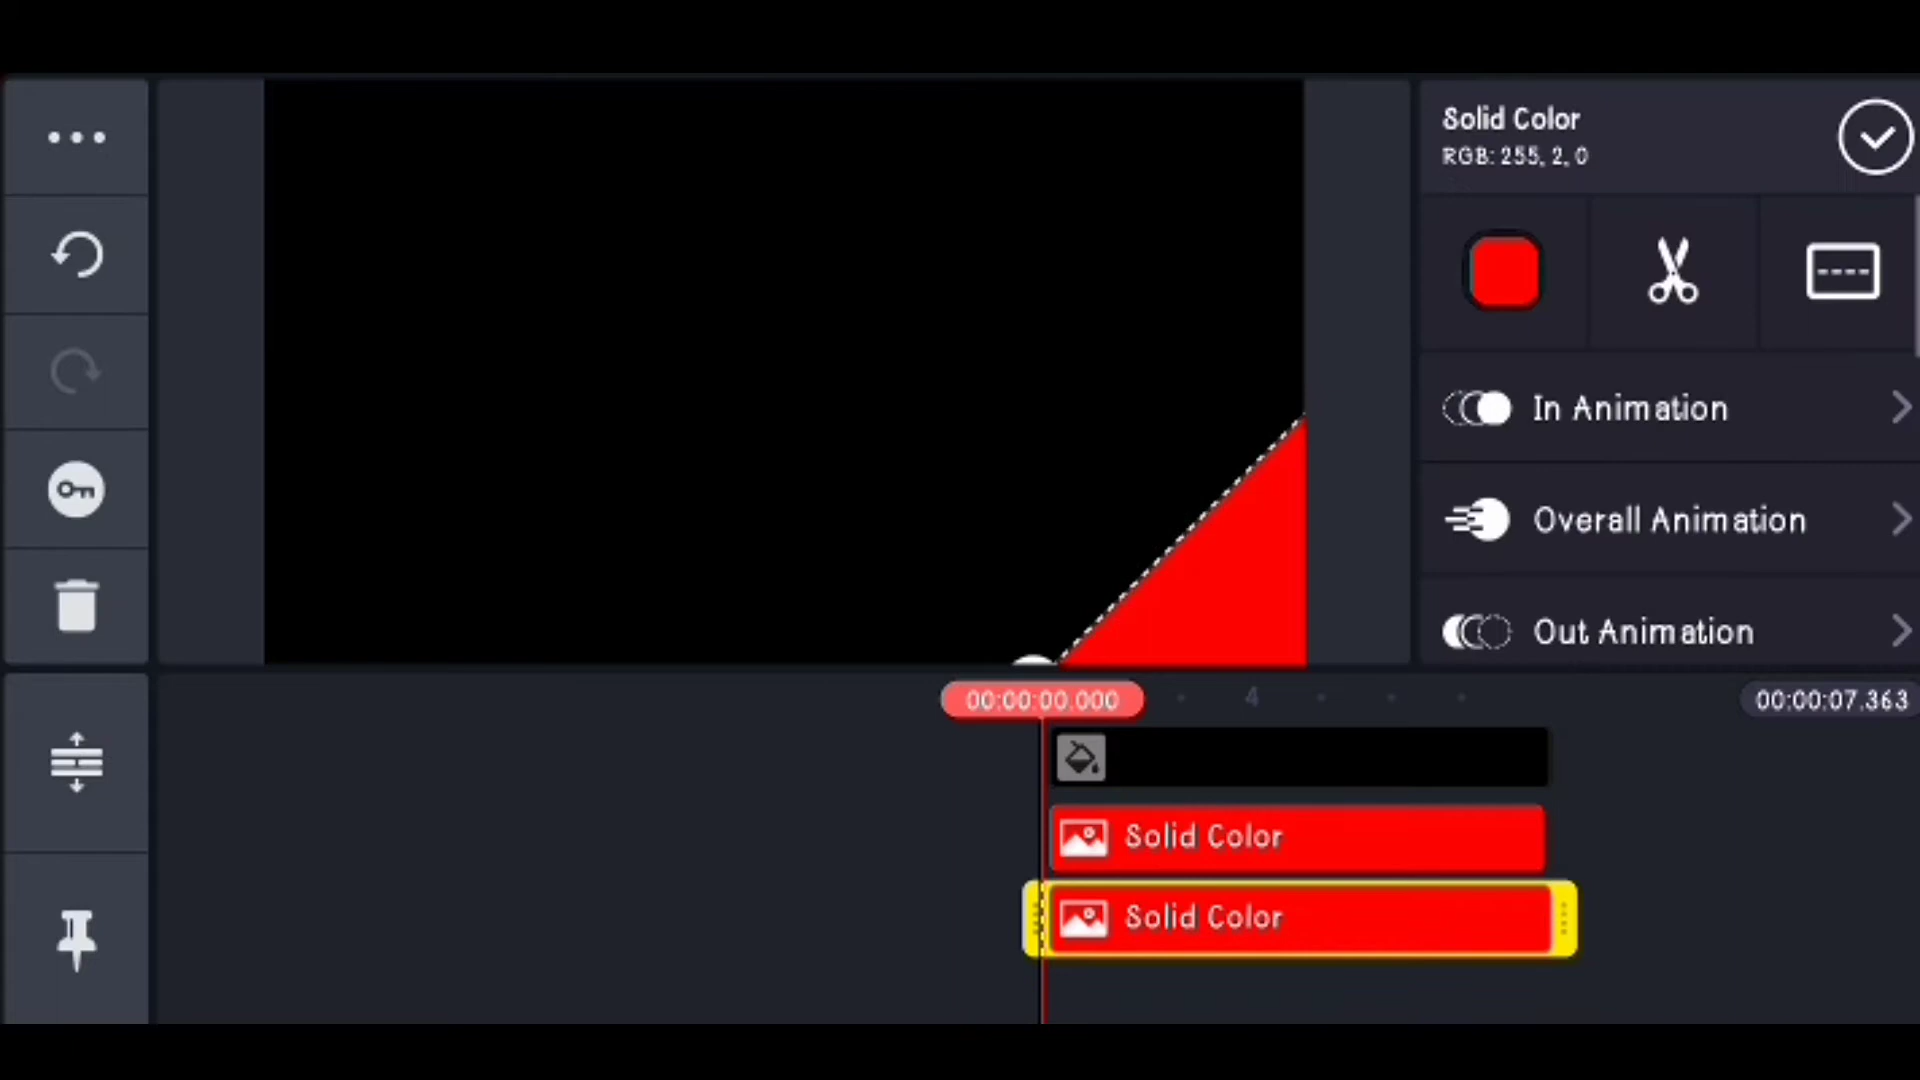 Solid Color
RGB: 255, 2, 0
In Animation
Overall Animation
Out Animation
00:00:00.000
4
00:00:07.363
Solid Color
Solid Color